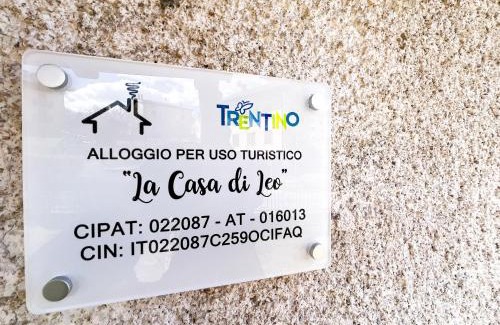 TRENTINO
ALLOGGIO PER USO TURISTICO
"La Casa di Leo"
CIPAT: 022087 - AT - 016013
CIN: IT022087C259OCIFAQ